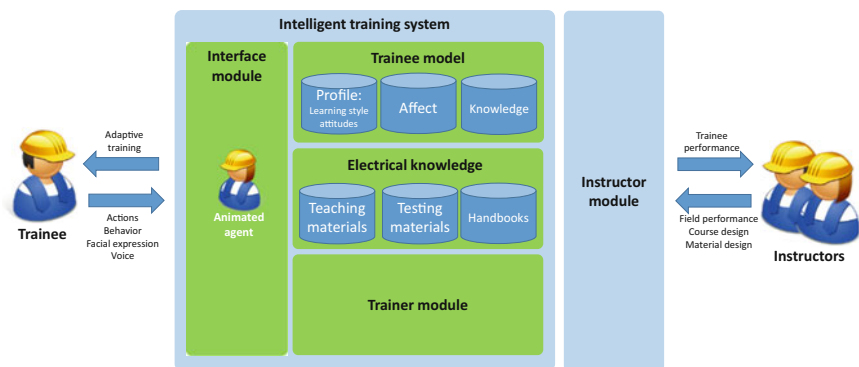 Intelligent training system
Interface
module
Trainee model
Profile:
Learning style
attitudes
Affect
Knowledge
Adaptive
training
Trainee
performance
Electrical knowledge
Teaching
materials
Testing
materials
Handbooks
Instructor
module
Animated
agent
Actions
Behavior
Facial expression
Voice
Trainee
Field performance
Course design
Material design
Instructors
Trainer module